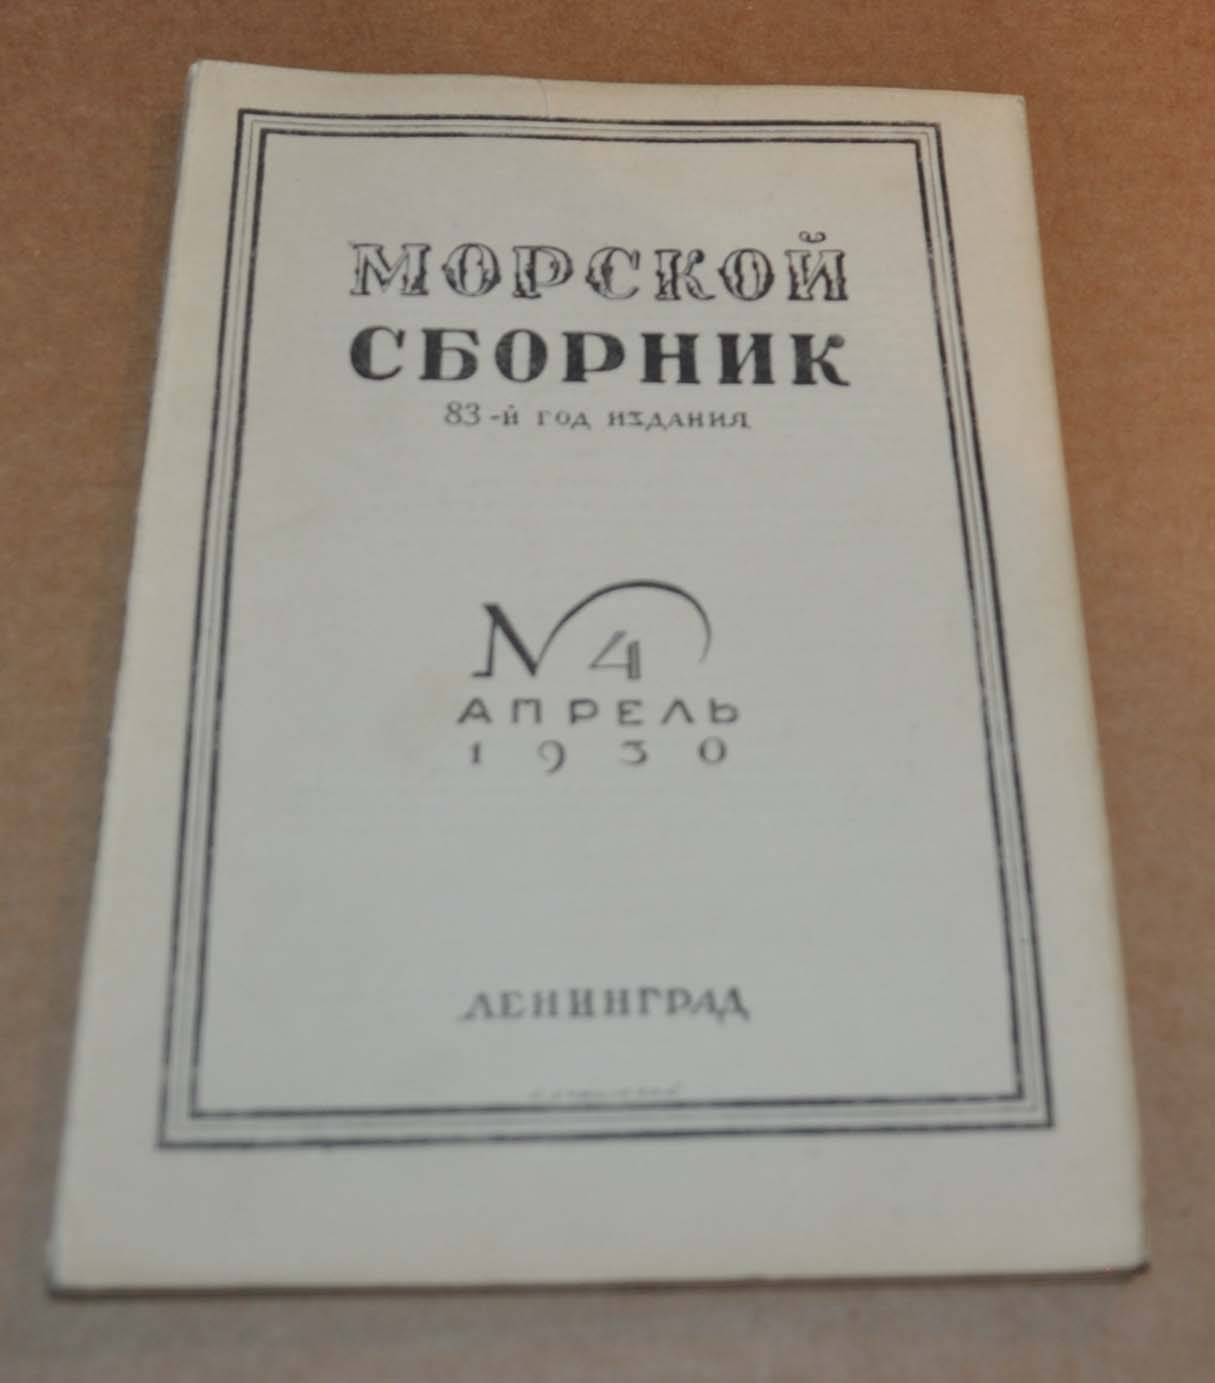 МОРСКОЙ
СБОРНИК
83-й год издания
N 4
АПРЕЛЬ
1930
ЛЕНИНГРАД